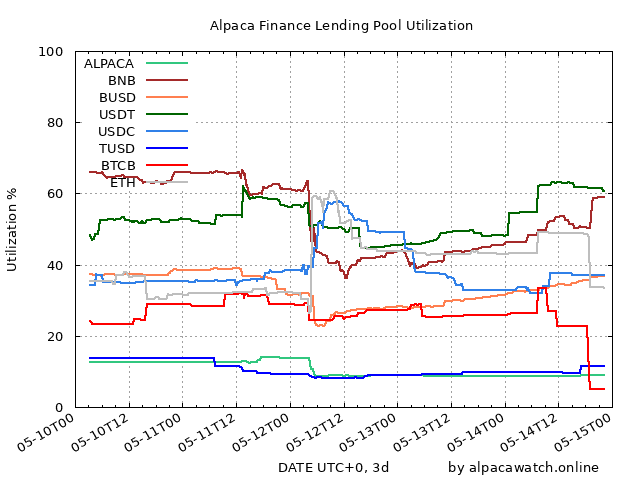 Alpaca Finance Lending Pool Utilization
100
80
60
40
20
0
Utilization %
ALPACA
BNB
BUSD
USDT
USDC
TUSD
BTCB
ETH
05-10T00
05-10T12
05-11T00
05-11T12
05-12T00
05-12T12
05-13T00
05-13T12
05-14T00
05-14T12
05-15T00
DATE UTC+0, 3d
by alpacawatch.online